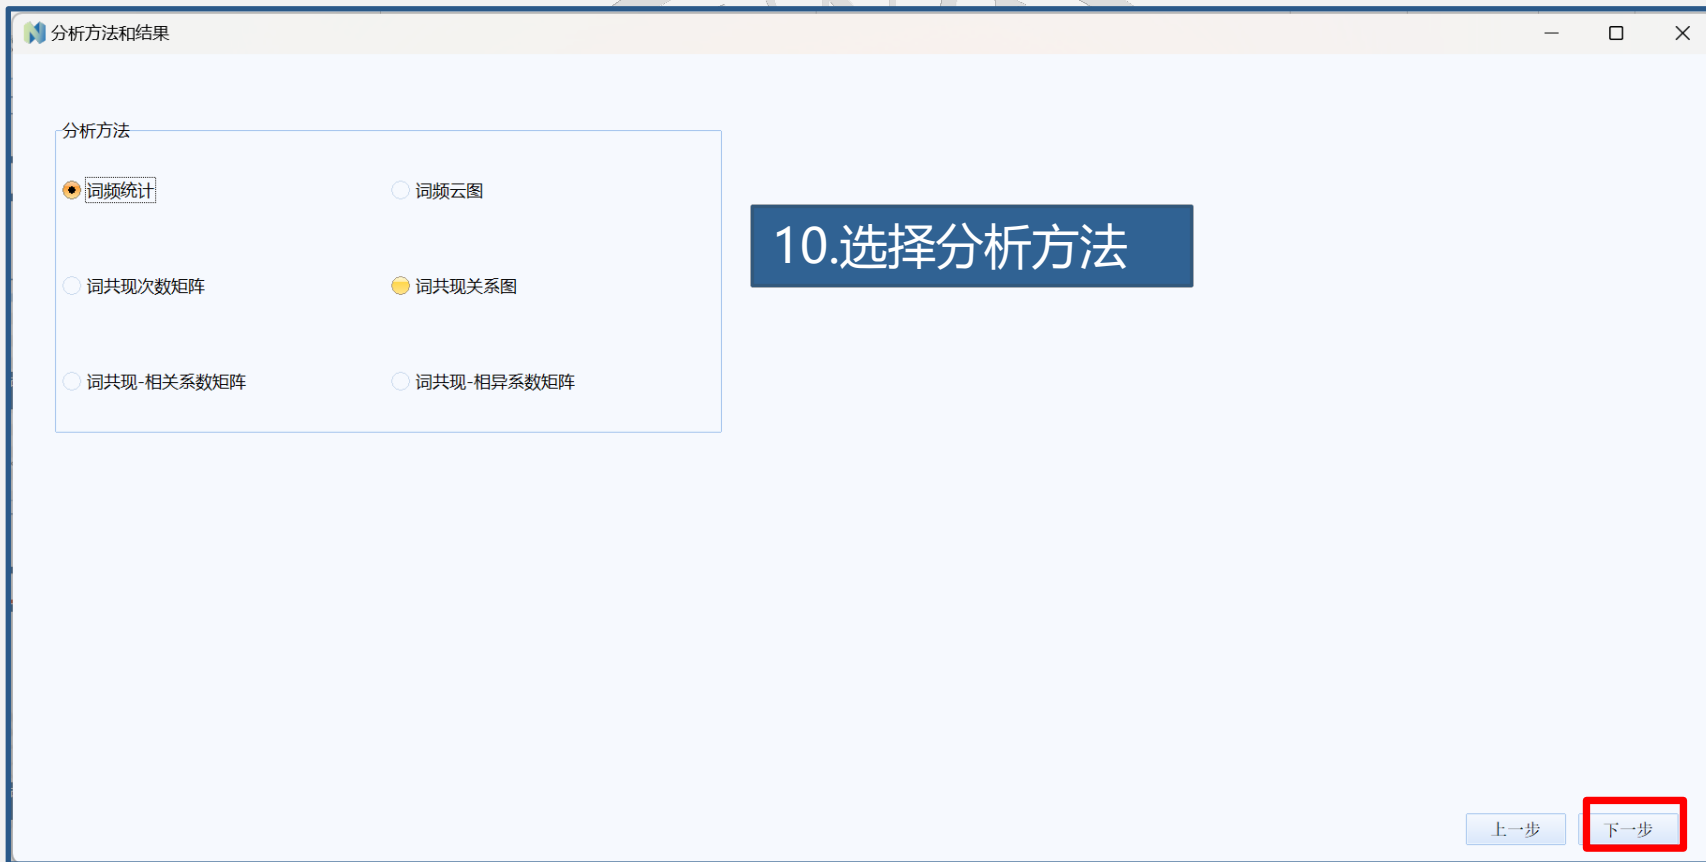 分析方法和结果
分析方法
词频统计
词频云图
10.选择分析方法
词共现次数矩阵
词共现关系图
词共现-相关系数矩阵
词共现-相异系数矩阵
上一步
下一步